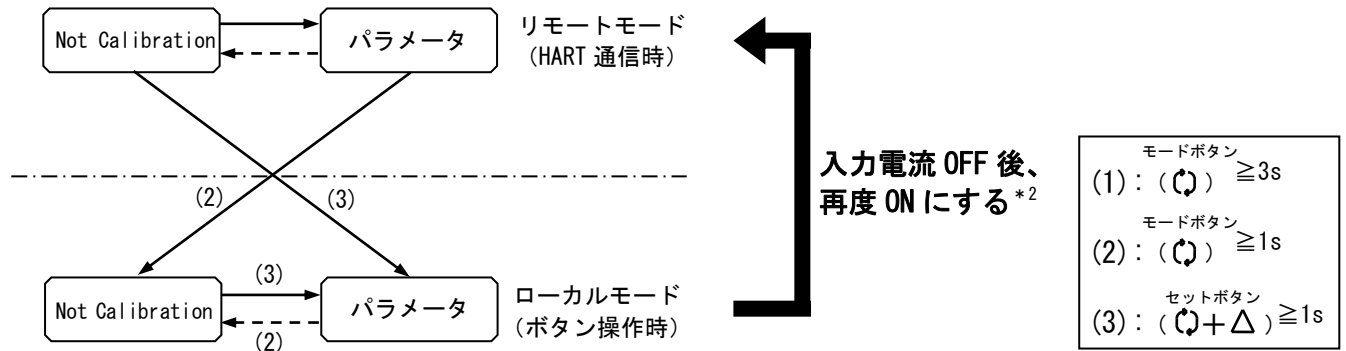 Not Calibration
パラメータ
リモートモード
(HART 通信時)
(2)
(3)
Not Calibration
(3)
(2)
パラメータ
ローカルモード
(ボタン操作時)
入力電流 OFF 後、
再度 ON にする*2
モードボタン
(1):( ) ≧3s
モードボタン
(2):( ) ≧1s
セットボタン
(3):( +△)≧1s